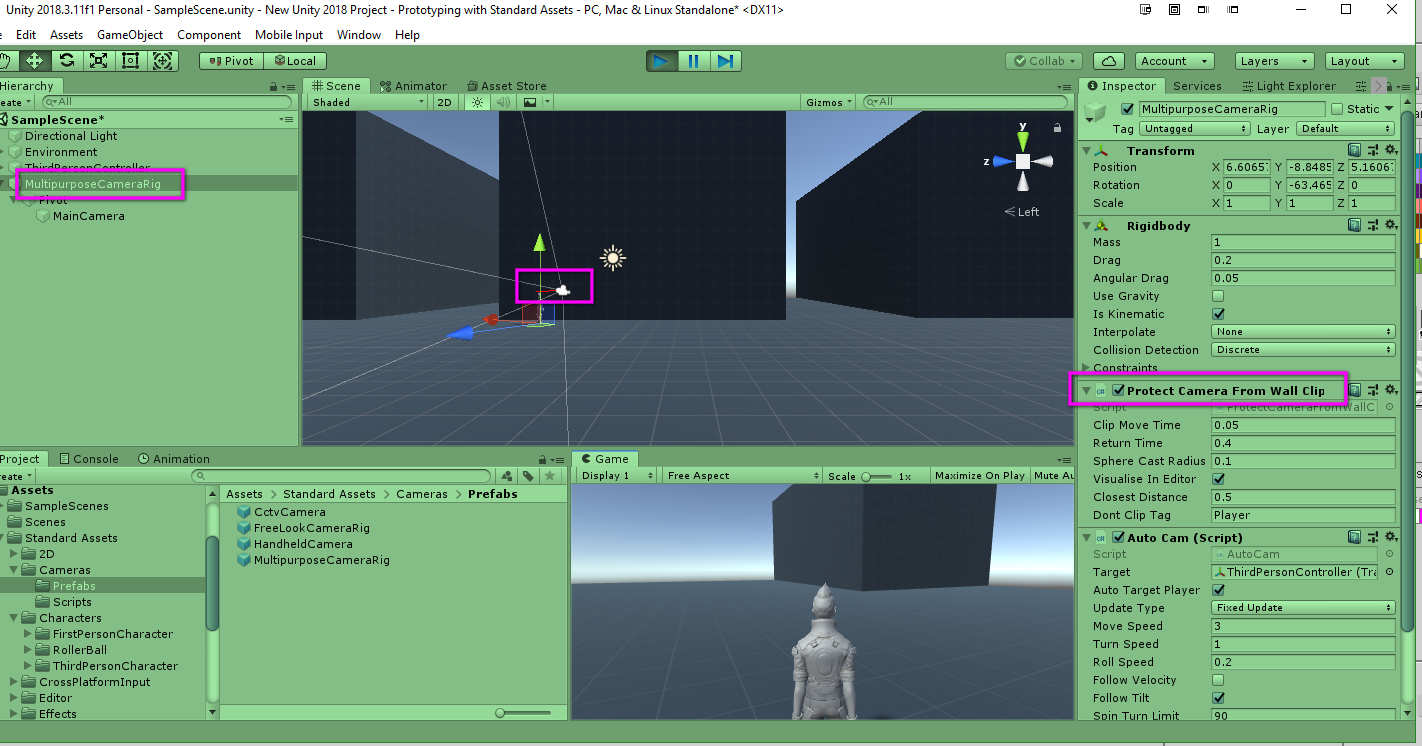 Unity 2018.3.11f1 Personal - SampleScene.unity - New Unity 2018 Project - Prototyping with Standard Assets - PC, Mac & Linux Standalone* <DX11>
Edit Assets GameObject Component Mobile Input Window Help
Pivot Local Collab Account Layers Layout
Hierarchy
eate All
SampleScene*
Directional Light
Environment
ThirdPersonController
MultipurposeCameraRig
Pivot
MainCamera
Scene Animator Asset Store
Shaded 2D Gizmos All
y
z
Left
Inspector Services Light Explorer
MultipurposeCameraRig Static
Tag Untagged Layer Default
Transform
Position X 6.6065 Y -8.8485 Z 5.1606
Rotation X 0 Y -63.465 Z 0
Scale X 1 Y 1 Z 1
Rigidbody
Mass 1
Drag 0.2
Angular Drag 0.05
Use Gravity
Is Kinematic
Interpolate None
Collision Detection Discrete
Constraints
Protect Camera From Wall Clip
Script ProtectCameraFromWallC
Clip Move Time 0.05
Return Time 0.4
Sphere Cast Radius 0.1
Visualise In Editor
Closest Distance 0.5
Dont Clip Tag Player
Auto Cam (Script)
Script AutoCam
Target ThirdPersonController (Tra
Auto Target Player
Update Type Fixed Update
Move Speed 3
Turn Speed 1
Roll Speed 0.2
Follow Velocity
Follow Tilt
Spin Turn Limit 90
Project Console Animation
eate
Assets
SampleScenes
Scenes
Standard Assets
2D
Cameras
Prefabs
Scripts
Characters
FirstPersonCharacter
RollerBall
ThirdPersonCharacter
CrossPlatformInput
Editor
Effects
Assets > Standard Assets > Cameras > Prefabs
CctvCamera
FreeLookCameraRig
HandheldCamera
MultipurposeCameraRig
Game
Display 1 Free Aspect Scale 1x Maximize On Play Mute Au